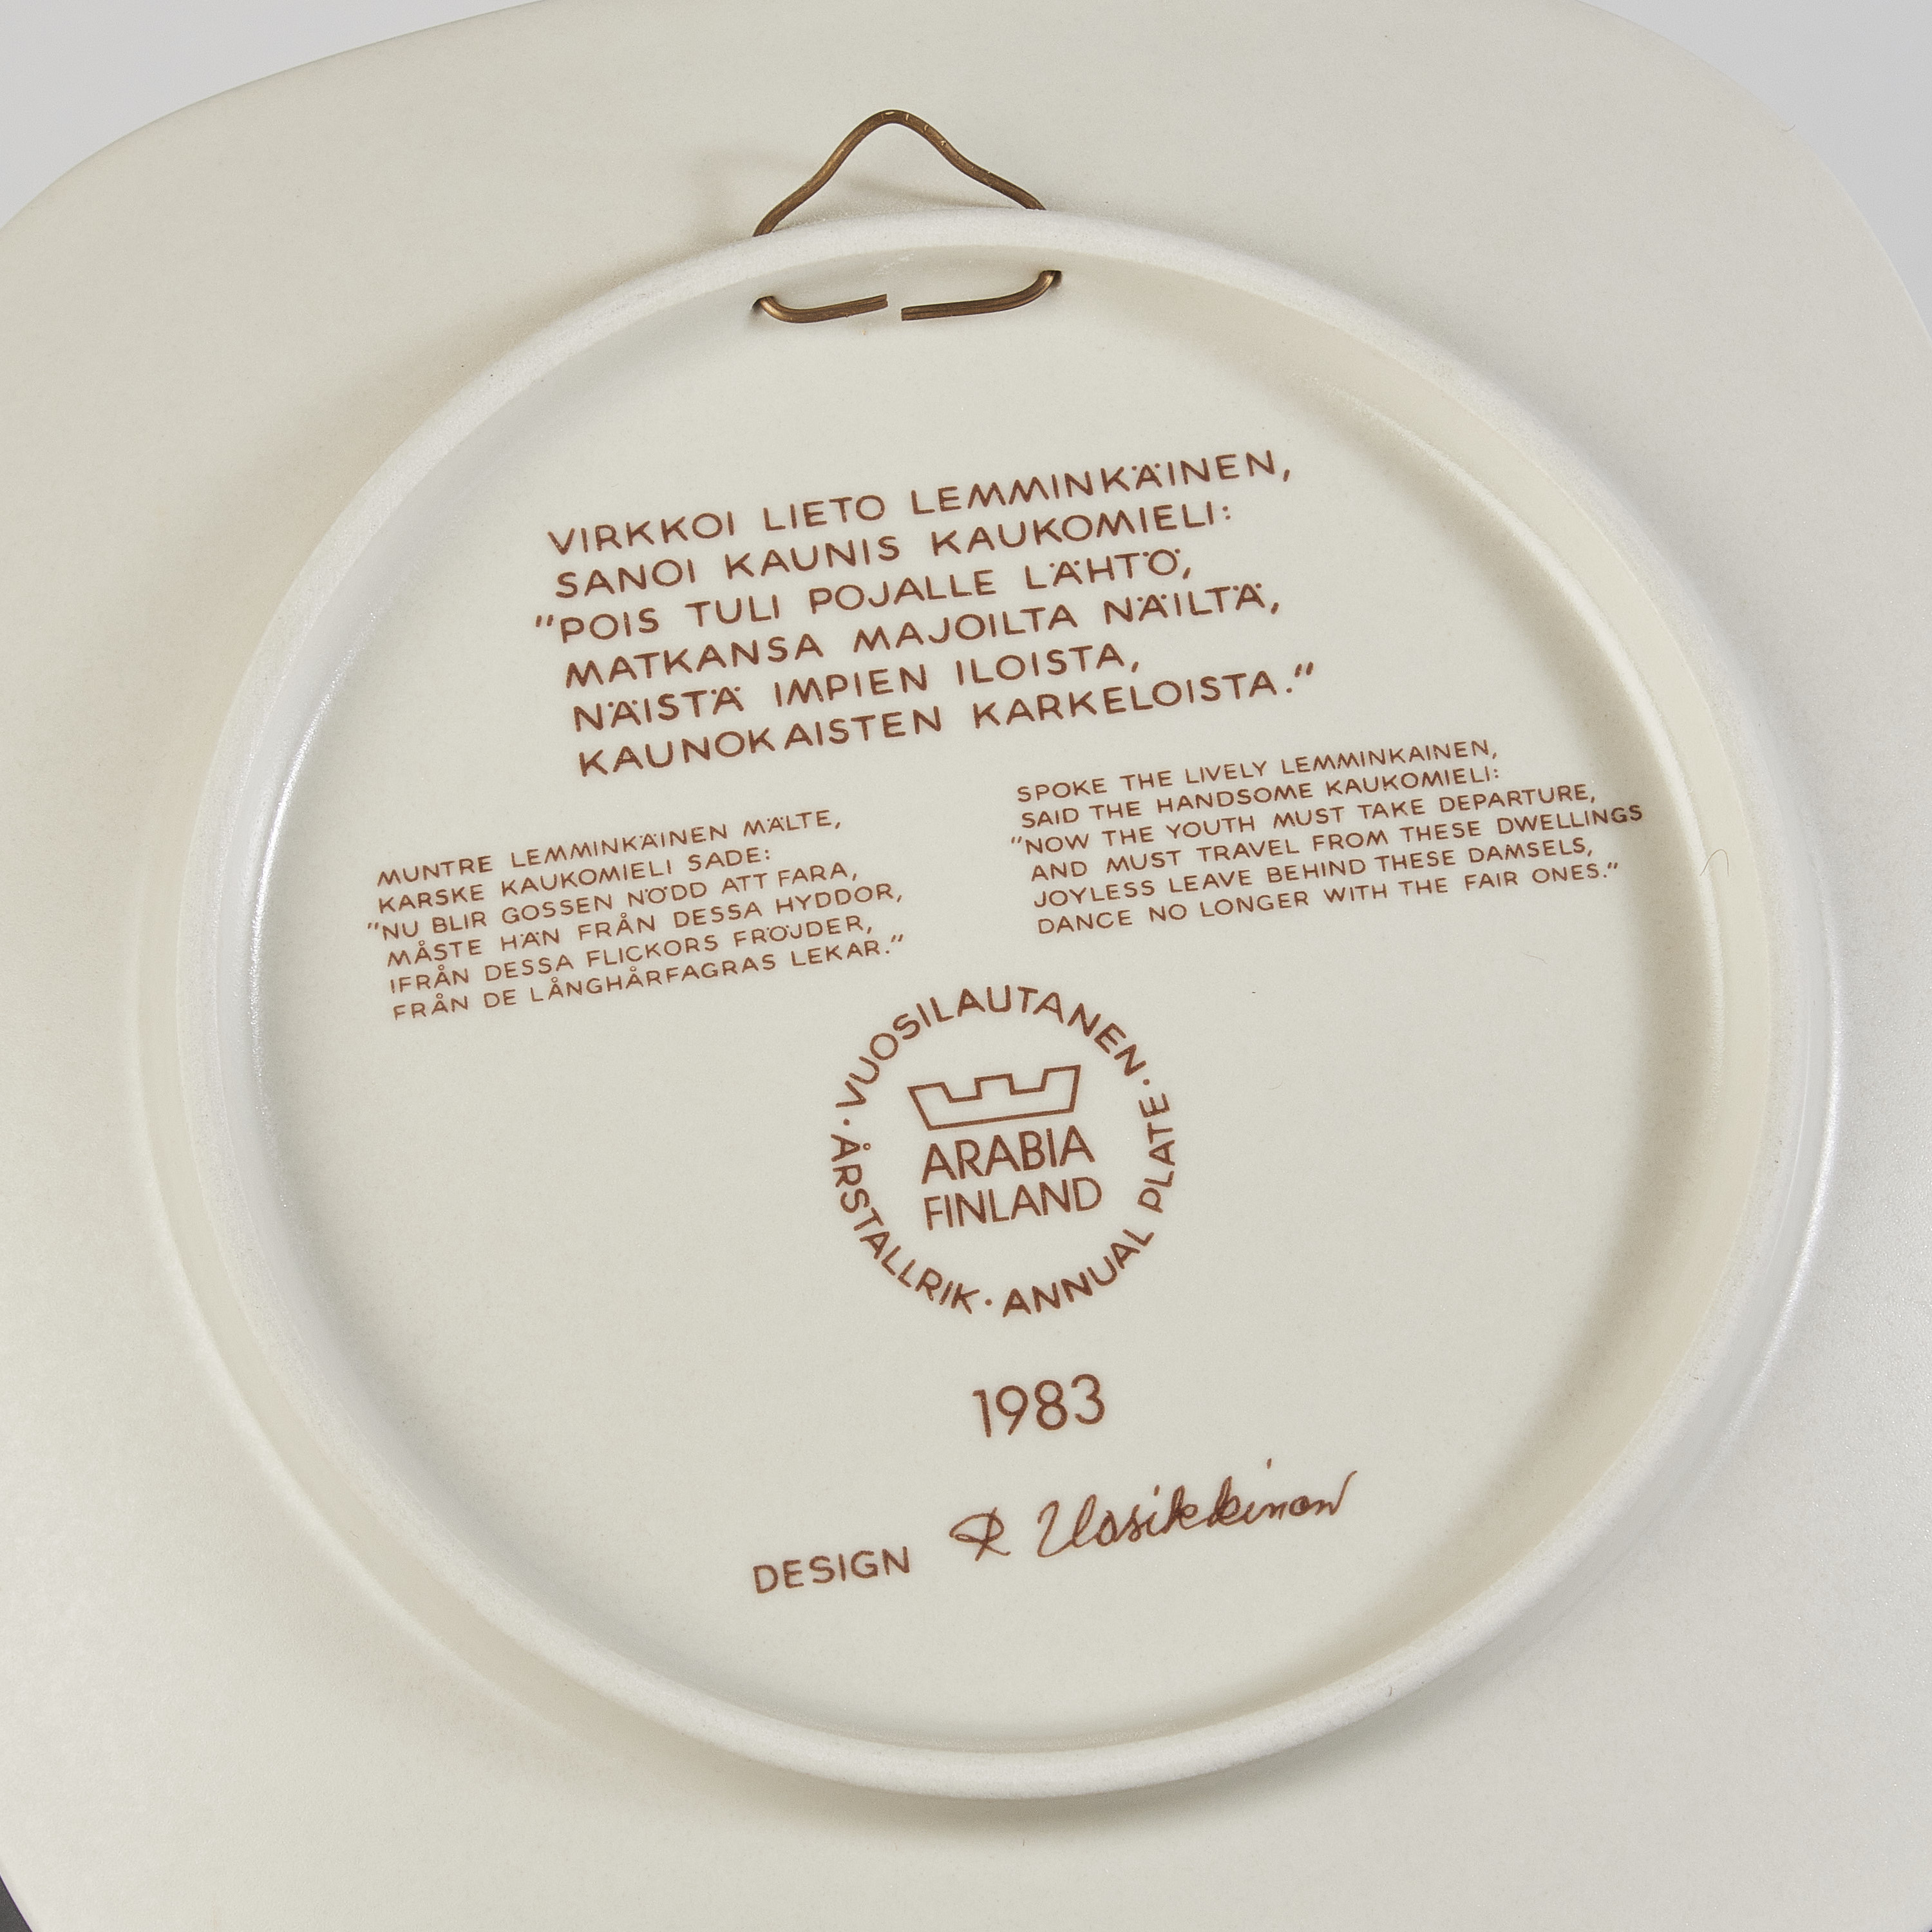 VIRKKOI LIETO LEMMINKÄINEN,
SANOI KAUNIS KAUKOMIELI:
"POIS TULI POJALLE LÄHTÖ,
MATKANSA MAJOILTA NÄILTÄ,
NÄISTÄ IMPIEN ILOISTA,
KAUNOKAISTEN KARKELOISTA."
MUNTRE LEMMINKÄINEN MÄLTE,
KARSKE KAUKOMIELI SADE:
"NU BLIR GOSSEN NÖDD ATT FARA,
MÅSTE HÄN FRÅN DESSA HYDDOR,
IFRÅN DESSA FLICKORS FRÖJDER,
FRÅN DE LÅNGHÅRFAGRAS LEKAR."
SPOKE THE LIVELY LEMMINKAINEN,
SAID THE HANDSOME KAUKOMIELI:
"NOW THE YOUTH MUST TAKE DEPARTURE,
AND MUST TRAVEL FROM THESE DWELLINGS
JOYLESS LEAVE BEHIND THESE DAMSELS,
DANCE NO LONGER WITH THE FAIR ONES."
· VUOSILAUTANEN · ANNUAL PLATE · ÅRSTALLRIK
ARABIA
FINLAND
1983
DESIGN R Uosikkinen